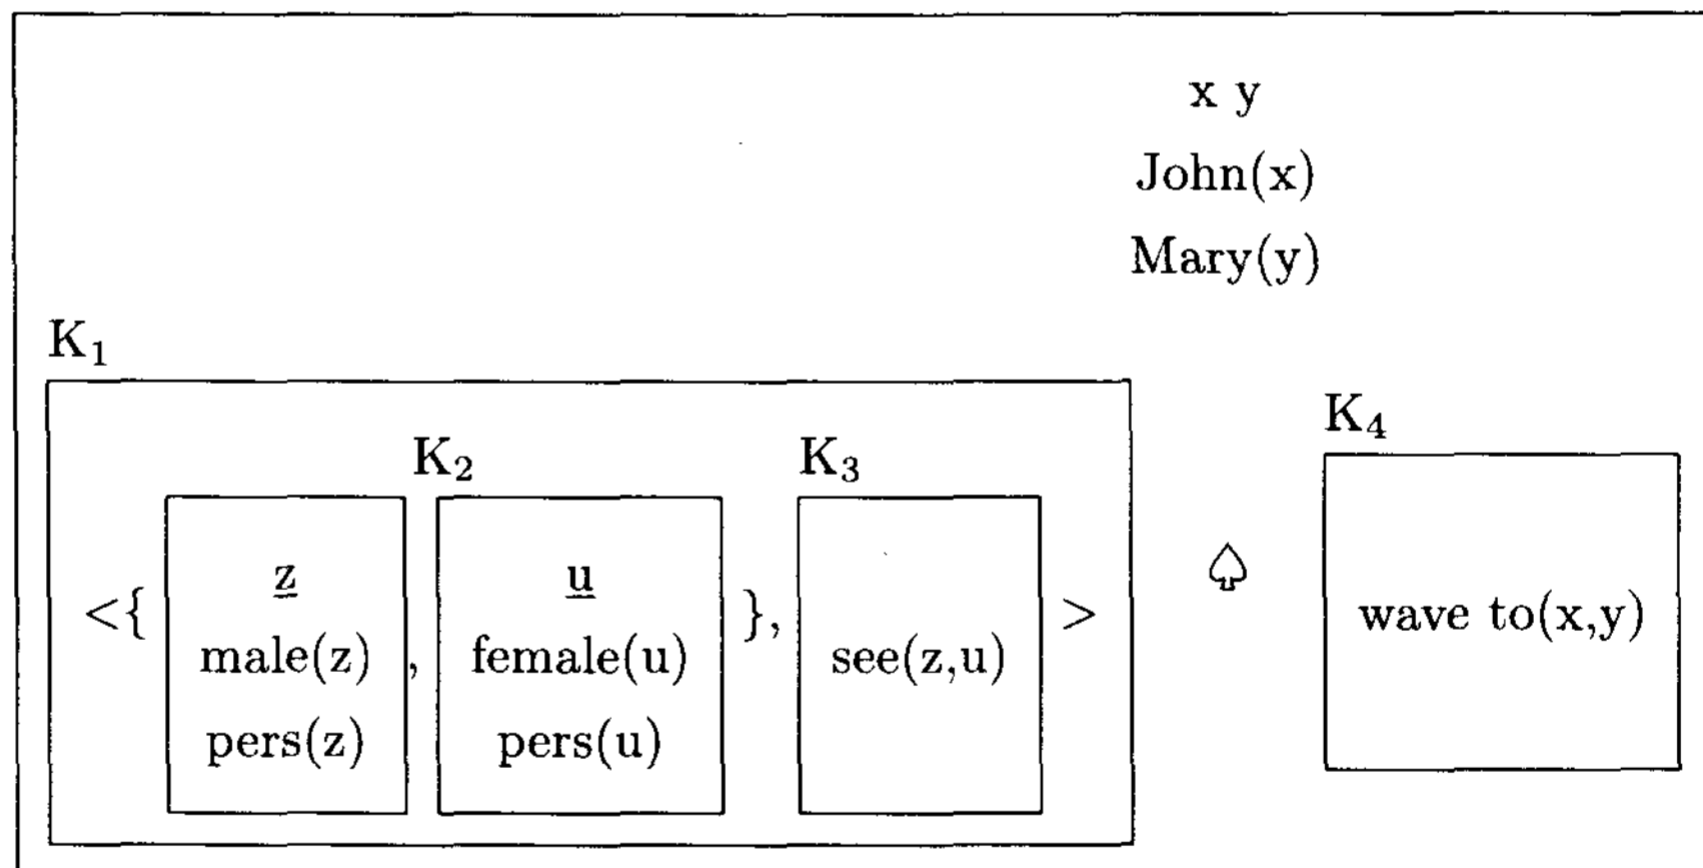 x y
John(x)
Mary(y)
K₁
K₂ K₃ K₄
<{ z , u }, >  ♤
male(z) female(u) see(z,u) wave to(x,y)
pers(z) pers(u)